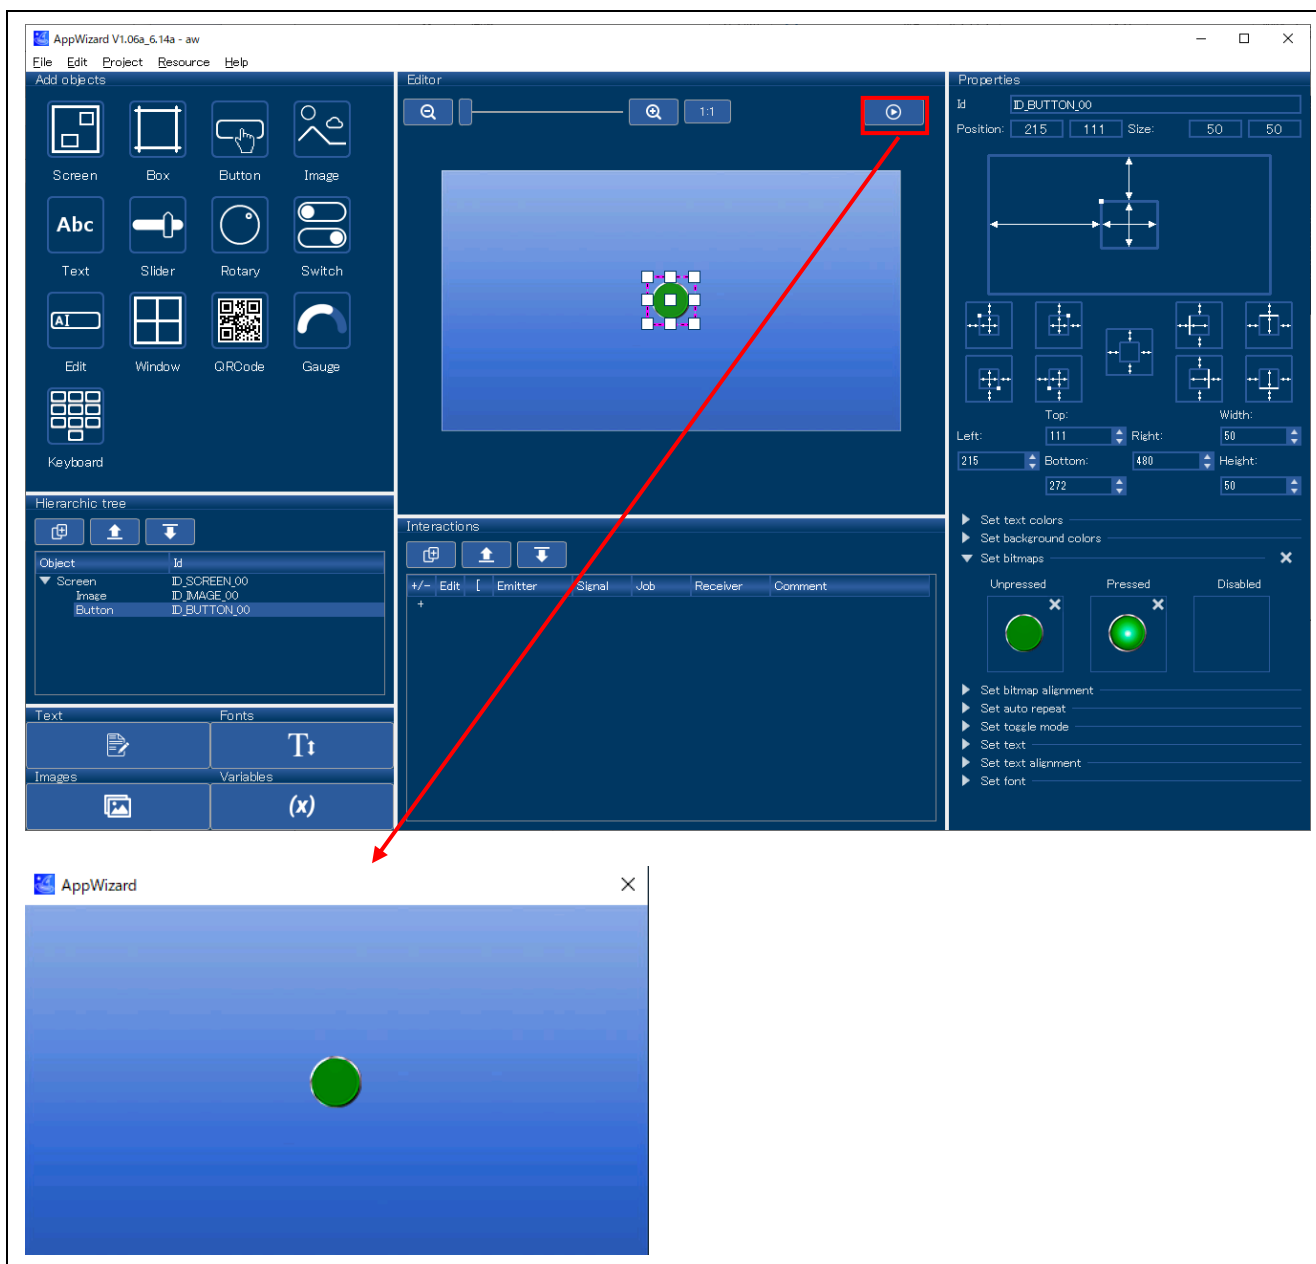 AppWizard V1.06a_6.14a - aw
File Edit Project Resource Help
Add objects
Screen Box Button Image
Abc
Text Slider Rotary Switch
AI
Edit Window QRCode Gauge
Keyboard
Hierarchic tree
Object Id
Screen ID_SCREEN_00
Image ID_IMAGE_00
Button ID_BUTTON_00
Text Fonts
Images Variables
(x)
Editor
1:1
Interactions
+/- Edit [ Emitter Signal Job Receiver Comment
+
Properties
Id ID_BUTTON_00
Position: 215 111 Size: 50 50
Top: Width:
Left: 111 Right: 50
215 Bottom: 480 Height:
272 50
Set text colors
Set background colors
Set bitmaps
Unpressed Pressed Disabled
Set bitmap alignment
Set auto repeat
Set toggle mode
Set text
Set text alignment
Set font
AppWizard